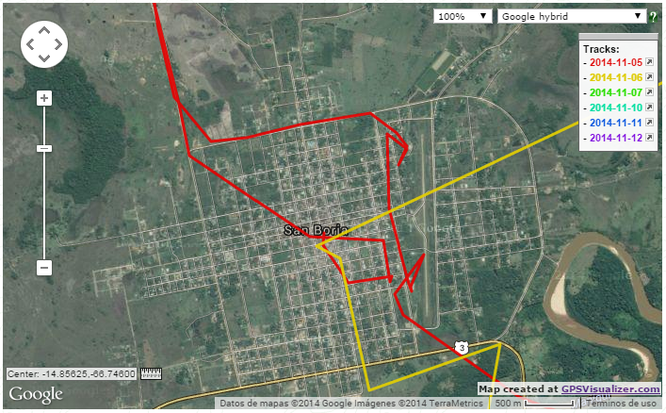 100%
Google hybrid
?
Tracks:
- 2014-11-05
- 2014-11-06
- 2014-11-07
- 2014-11-10
- 2014-11-11
- 2014-11-12
San Borja
3
Center: -14.85625,-66.74600
Map created at GPSVisualizer.com
Google
Datos de mapas ©2014 Google Imágenes ©2014 TerraMetrics
500 m
Términos de uso